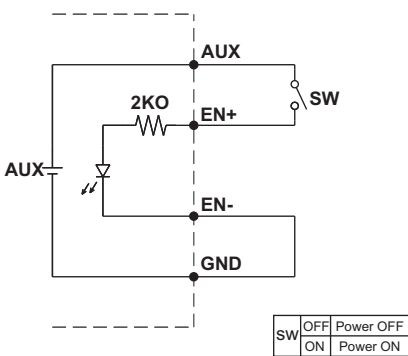 AUX
SW
2KO
EN+
AUX
EN-
GND
SW OFF Power OFF
ON Power ON